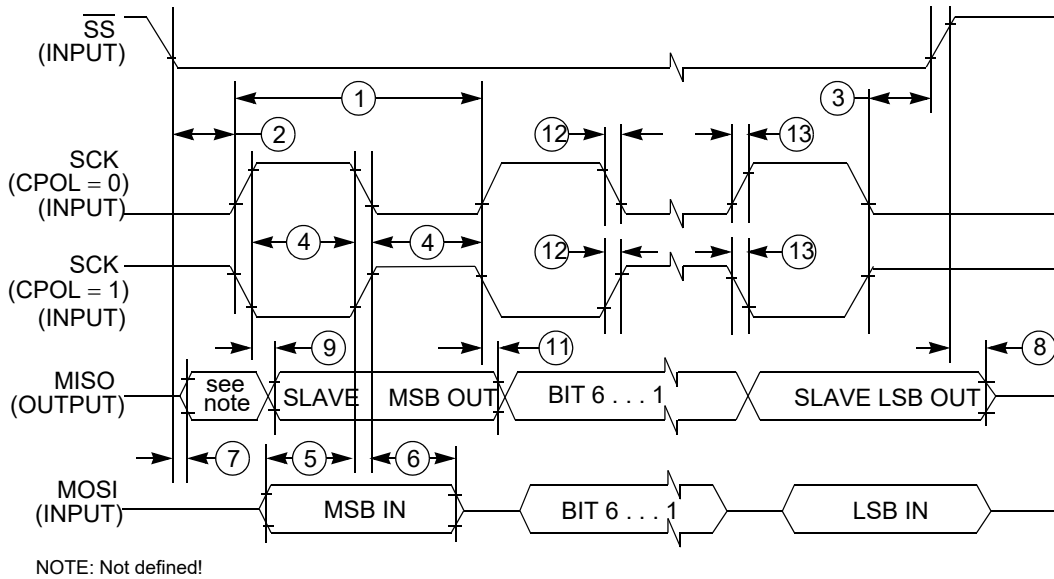 SS
(INPUT)
1
3
2
12
13
SCK
(CPOL = 0)
(INPUT)
4
4
SCK
(CPOL = 1)
(INPUT)
12
13
9
11
8
MISO
(OUTPUT)
see
note
SLAVE MSB OUT
BIT 6 . . . 1
SLAVE LSB OUT
7
5
6
MOSI
(INPUT)
MSB IN
BIT 6 . . . 1
LSB IN
NOTE: Not defined!